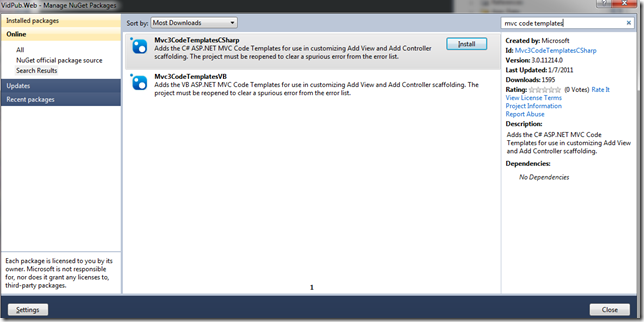 VidPub.Web - Manage NuGet Packages
Installed packages
Online
All
NuGet official package source
Search Results
Updates
Recent packages
Each package is licensed to you by its
owner. Microsoft is not responsible
for, nor does it grant any licenses to,
third-party packages.
Sort by: Most Downloads
Mvc3CodeTemplatesCSharp
Adds the C# ASP.NET MVC Code Templates for use in customizing Add View and Add Controller
scaffolding. The project must be reopened to clear a spurious error from the error list.
Install
Mvc3CodeTemplatesVB
Adds the VB ASP.NET MVC Code Templates for use in customizing Add View and Add Controller scaffolding. The
project must be reopened to clear a spurious error from the error list.
1
mvc code templates
Created by: Microsoft
Id: Mvc3CodeTemplatesCSharp
Version: 3.0.11214.0
Last Updated: 1/7/2011
Downloads: 1595
Rating: (0 Votes) Rate It
View License Terms
Project Information
Report Abuse
Description:
Adds the C# ASP.NET MVC Code
Templates for use in customizing Add View
and Add Controller scaffolding.
Dependencies:
No Dependencies
Settings
Close